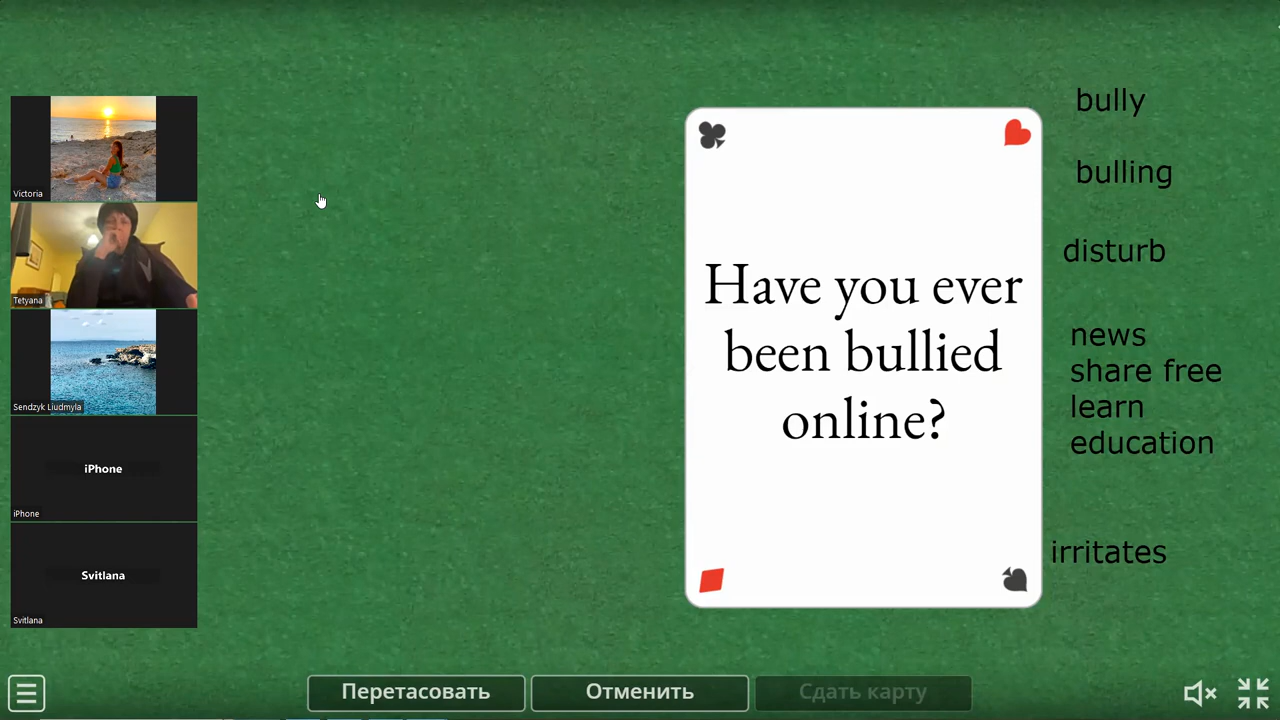 Victoria
Tetyana
Sendzyk Liudmyla
iPhone
iPhone
Svitlana
Svitlana
Have you ever
been bullied
online?
bully
bulling
disturb
news
share free
learn
education
irritates
Перетасовать
Отменить
Сдать карту